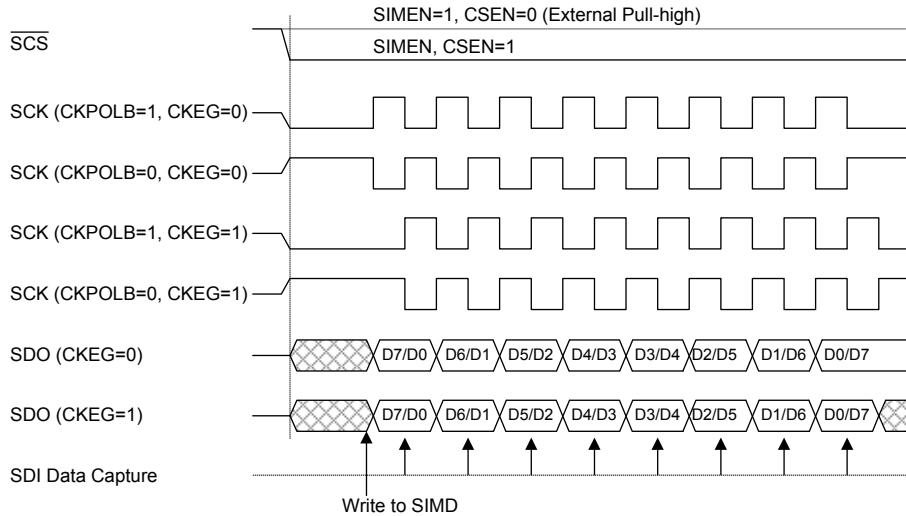 SIMEN=1, CSEN=0 (External Pull-high)
SCS
SIMEN, CSEN=1
SCK (CKPOLB=1, CKEG=0)
SCK (CKPOLB=0, CKEG=0)
SCK (CKPOLB=1, CKEG=1)
SCK (CKPOLB=0, CKEG=1)
SDO (CKEG=0) D7/D0 D6/D1 D5/D2 D4/D3 D3/D4 D2/D5 D1/D6 D0/D7
SDO (CKEG=1) D7/D0 D6/D1 D5/D2 D4/D3 D3/D4 D2/D5 D1/D6 D0/D7
SDI Data Capture
Write to SIMD